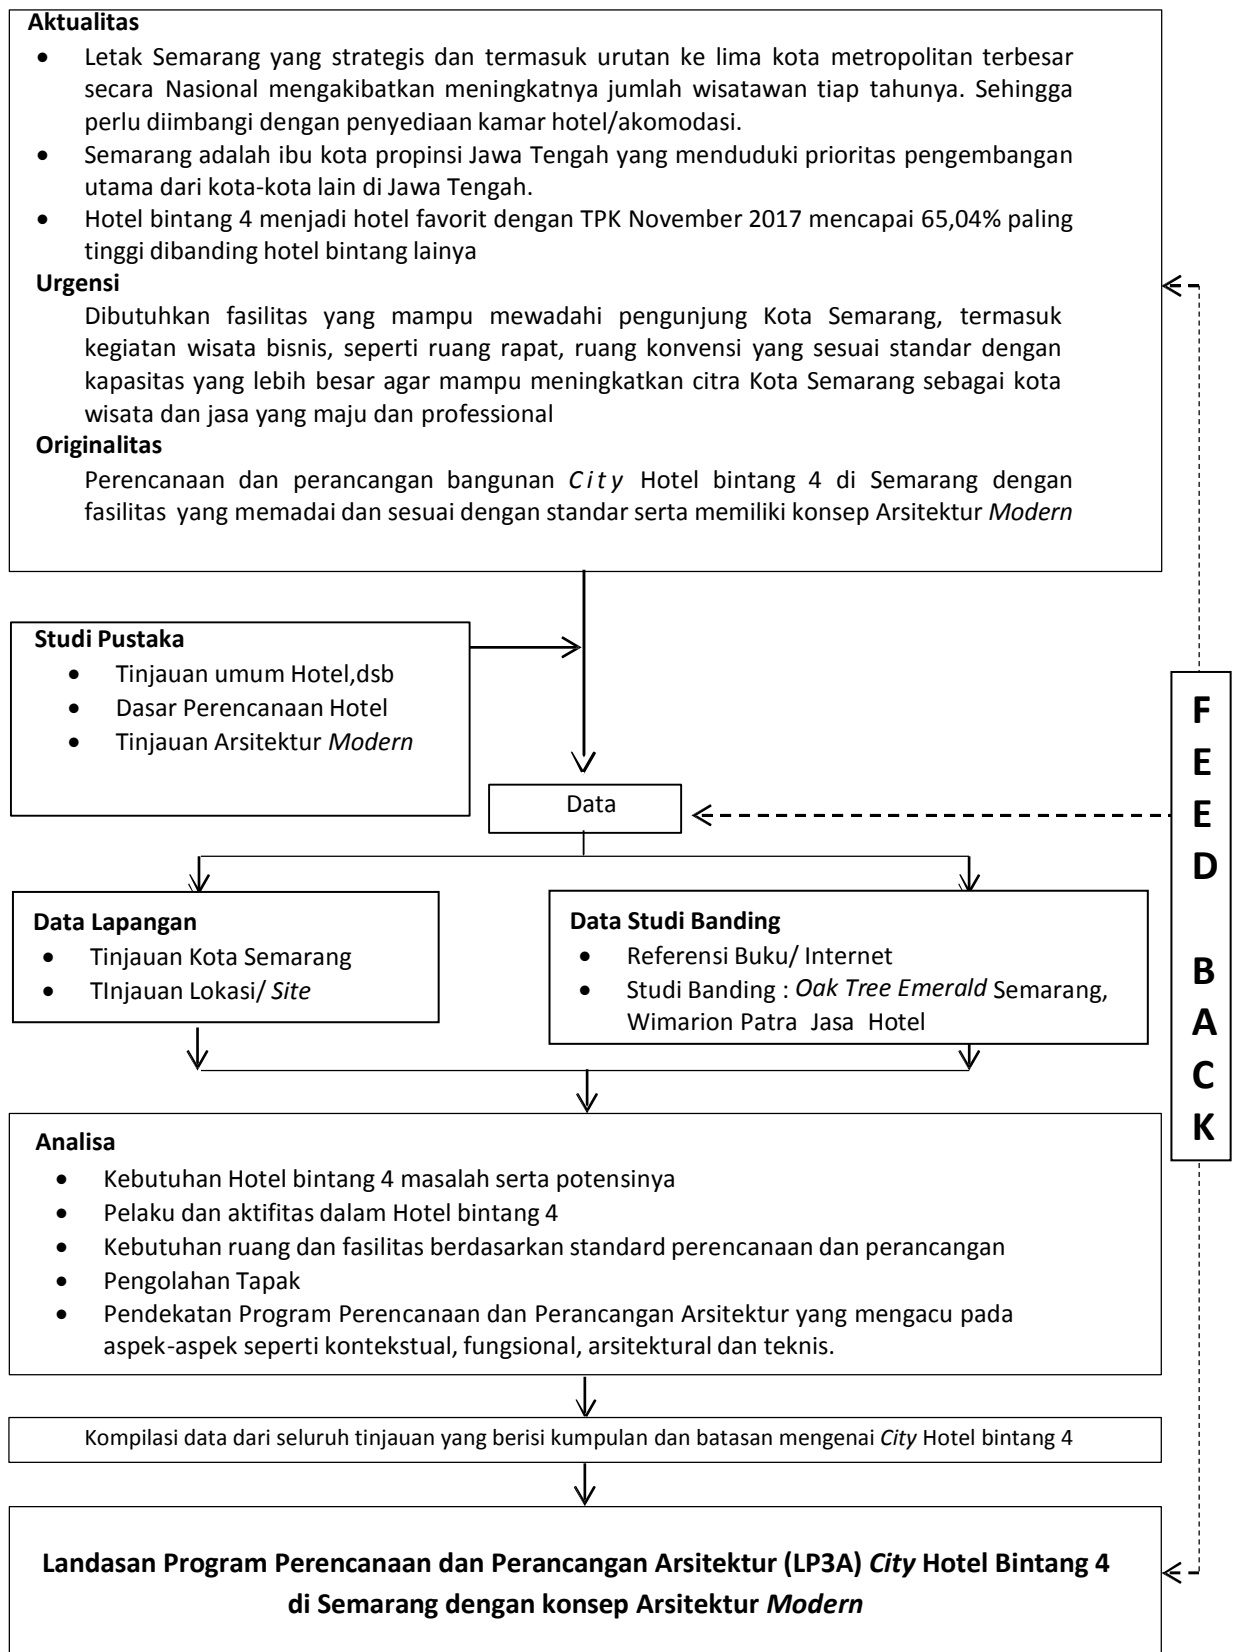 Aktualitas
• Letak Semarang yang strategis dan termasuk urutan ke lima kota metropolitan terbesar
secara Nasional mengakibatkan meningkatnya jumlah wisatawan tiap tahunya. Sehingga
perlu diimbangi dengan penyediaan kamar hotel/akomodasi.
• Semarang adalah ibu kota propinsi Jawa Tengah yang menduduki prioritas pengembangan
utama dari kota-kota lain di Jawa Tengah.
• Hotel bintang 4 menjadi hotel favorit dengan TPK November 2017 mencapai 65,04% paling
tinggi dibanding hotel bintang lainya
Urgensi
Dibutuhkan fasilitas yang mampu mewadahi pengunjung Kota Semarang, termasuk
kegiatan wisata bisnis, seperti ruang rapat, ruang konvensi yang sesuai standar dengan
kapasitas yang lebih besar agar mampu meningkatkan citra Kota Semarang sebagai kota
wisata dan jasa yang maju dan professional
Originalitas
Perencanaan dan perancangan bangunan City Hotel bintang 4 di Semarang dengan
fasilitas yang memadai dan sesuai dengan standar serta memiliki konsep Arsitektur Modern
Studi Pustaka
• Tinjauan umum Hotel,dsb
• Dasar Perencanaan Hotel
• Tinjauan Arsitektur Modern
Data
Data Lapangan
• Tinjauan Kota Semarang
• TInjauan Lokasi/ Site
Data Studi Banding
• Referensi Buku/ Internet
• Studi Banding : Oak Tree Emerald Semarang,
Wimarion Patra Jasa Hotel
F
E
E
D
B
A
C
K
Analisa
• Kebutuhan Hotel bintang 4 masalah serta potensinya
• Pelaku dan aktifitas dalam Hotel bintang 4
• Kebutuhan ruang dan fasilitas berdasarkan standard perencanaan dan perancangan
• Pengolahan Tapak
• Pendekatan Program Perencanaan dan Perancangan Arsitektur yang mengacu pada
aspek-aspek seperti kontekstual, fungsional, arsitektural dan teknis.
Kompilasi data dari seluruh tinjauan yang berisi kumpulan dan batasan mengenai City Hotel bintang 4
Landasan Program Perencanaan dan Perancangan Arsitektur (LP3A) City Hotel Bintang 4
di Semarang dengan konsep Arsitektur Modern